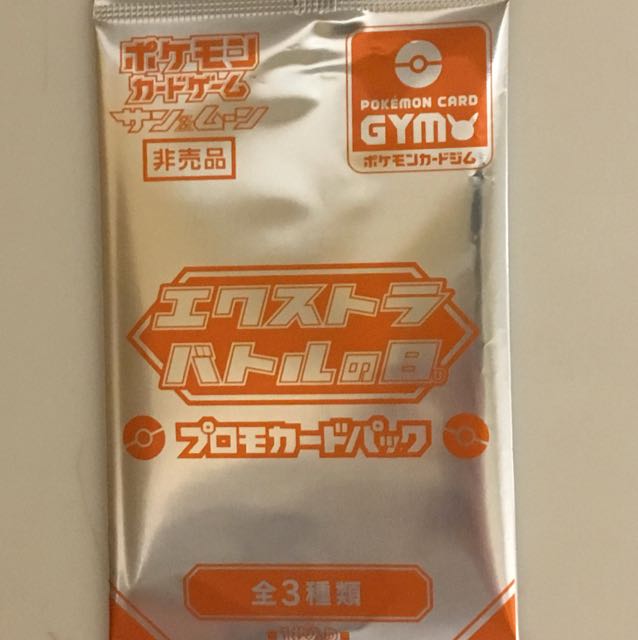 ポケモン
カードゲーム
サン&ムーン
非売品
POKÉMON CARD
GYM
ポケモンカードジム
エクストラ
バトルの日
プロモカードパック
全3種類